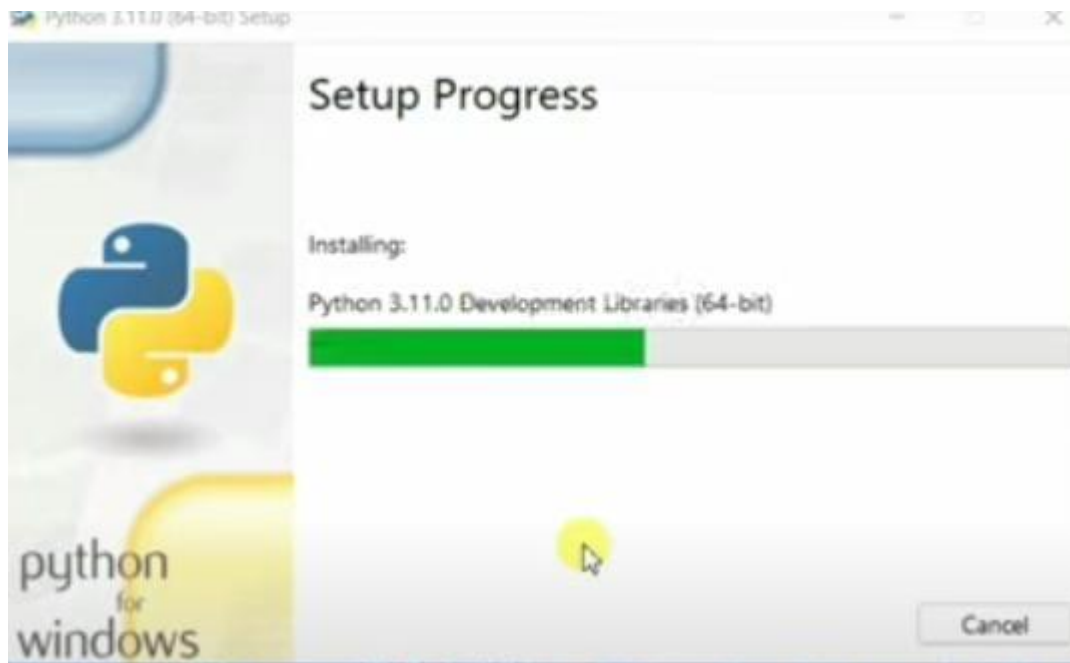 Python 3.11.0 (64-bit) Setup
Setup Progress
Installing:
Python 3.11.0 Development Libraries (64-bit)
python
for
windows
Cancel